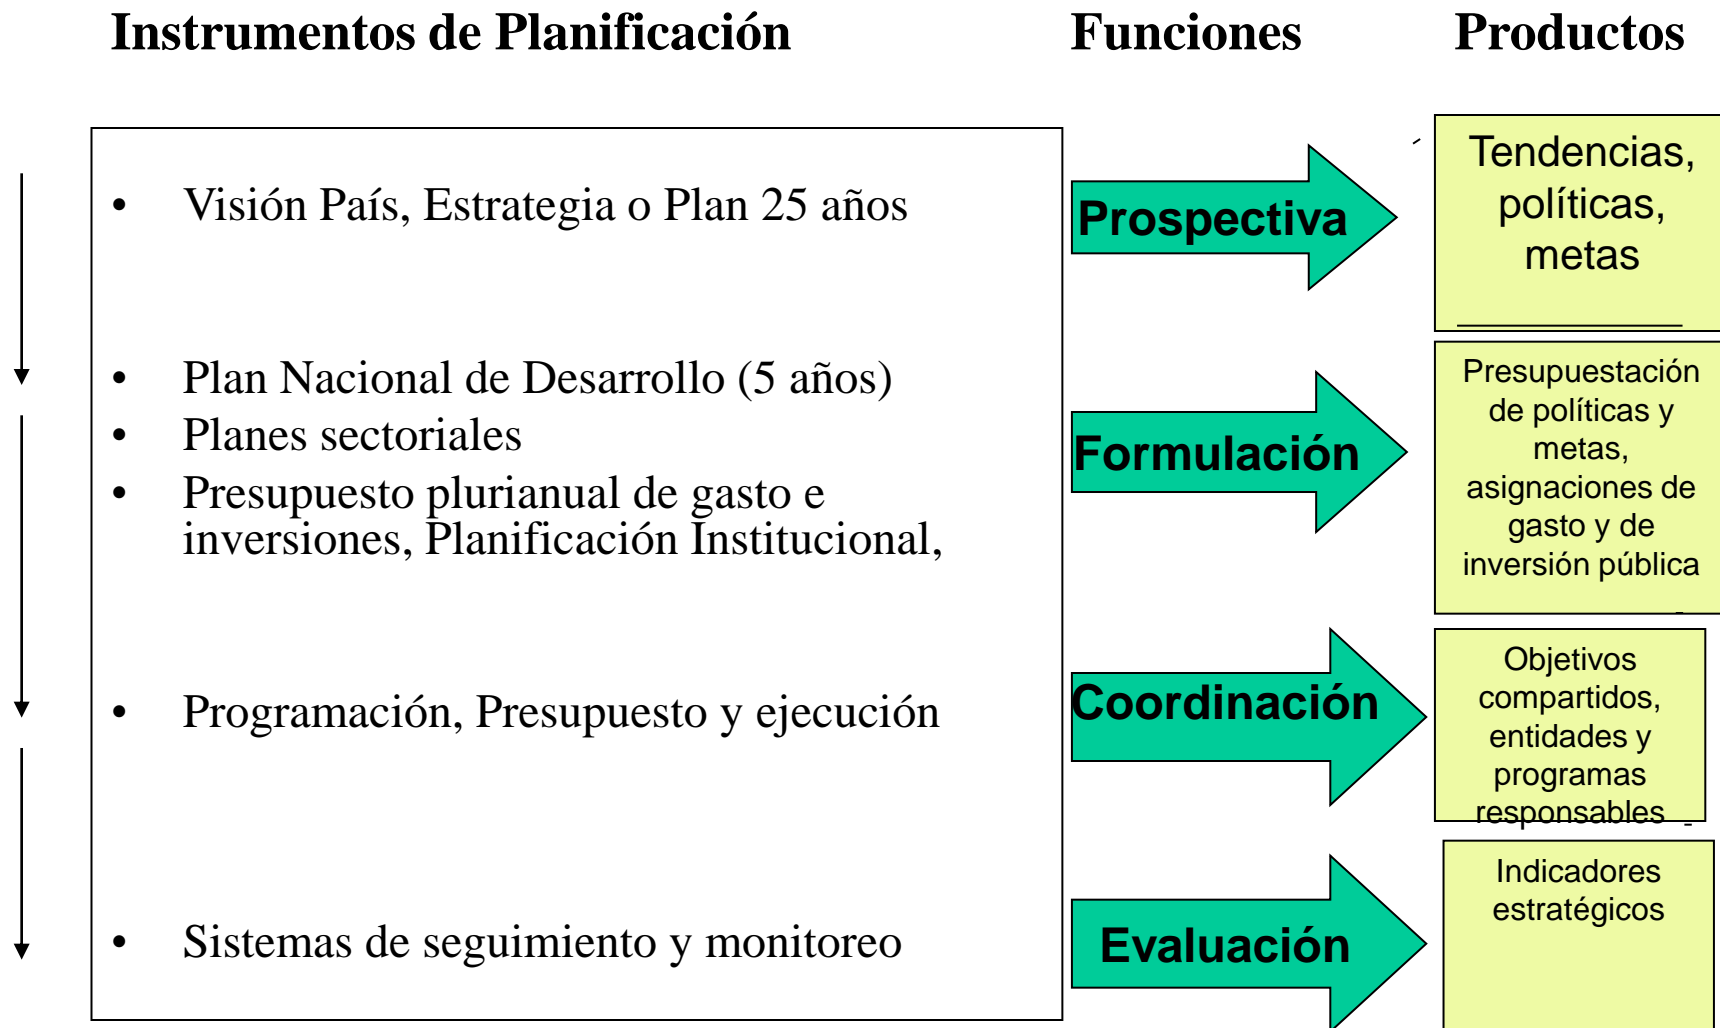 Instrumentos de Planificación Funciones Productos
• Visión País, Estrategia o Plan 25 años
Prospectiva
Tendencias,
políticas,
metas
• Plan Nacional de Desarrollo (5 años)
• Planes sectoriales
• Presupuesto plurianual de gasto e
inversiones, Planificación Institucional,
Formulación
Presupuestación
de políticas y
metas,
asignaciones de
gasto y de
inversión pública
• Programación, Presupuesto y ejecución
Coordinación
Objetivos
compartidos,
entidades y
programas
responsables
• Sistemas de seguimiento y monitoreo
Evaluación
Indicadores
estratégicos